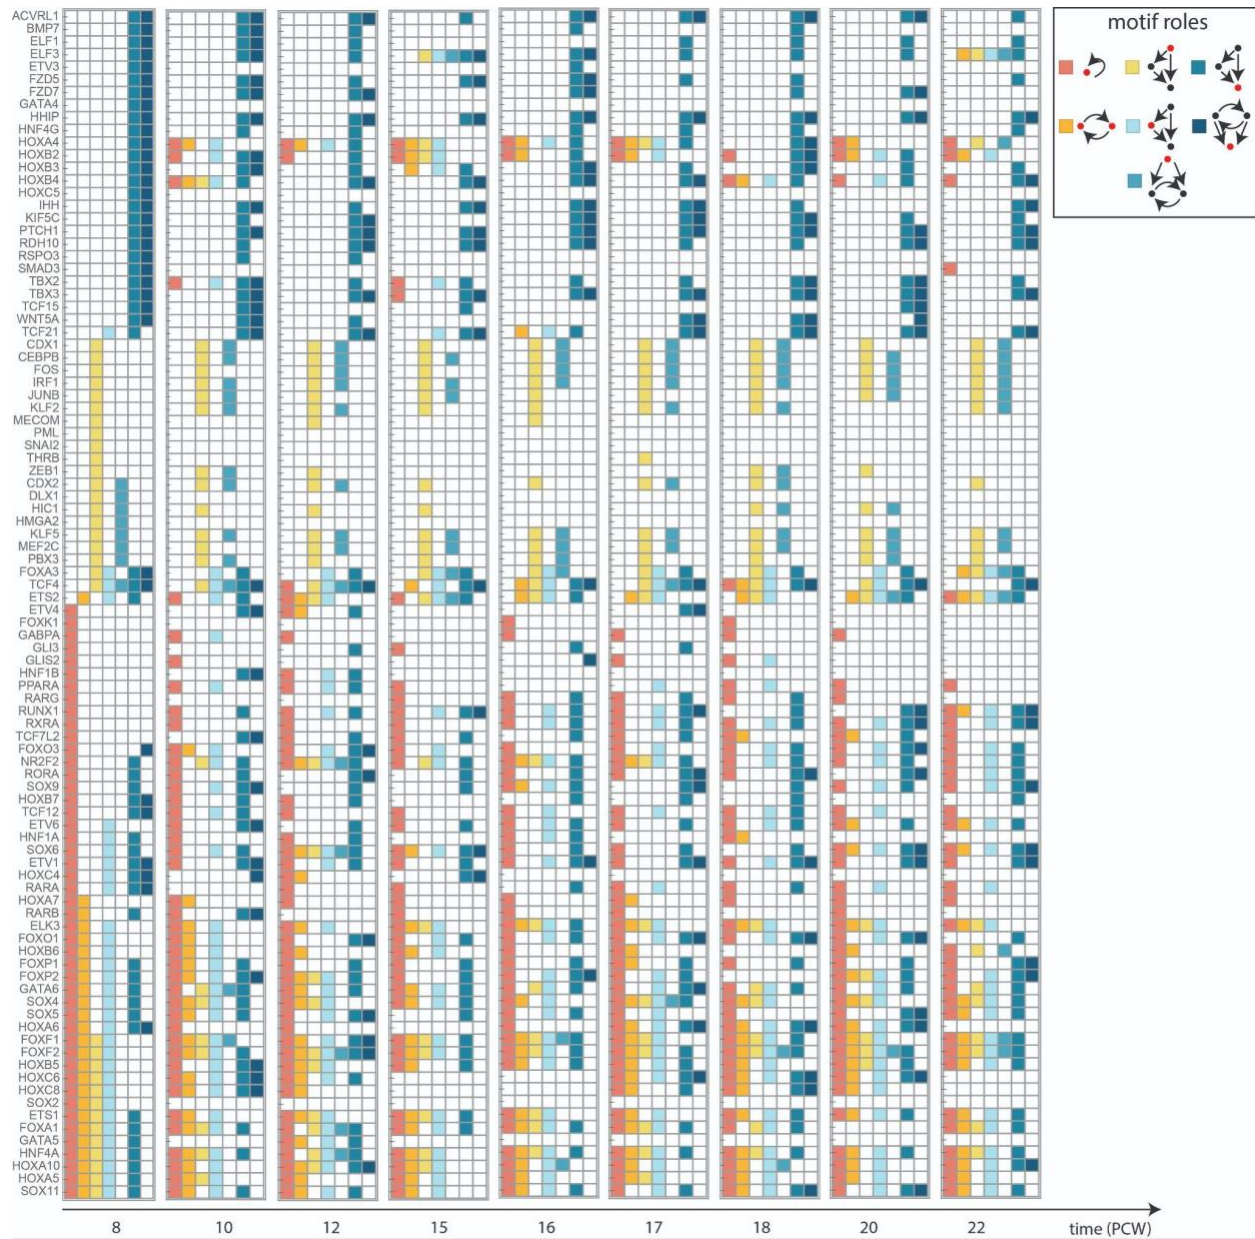 motif roles
ACVRL1
BMP7
ELF1
ELF3
ETV3
FZD5
FZD7
GATA4
HHIP
HNF4G
HOXA4
HOXB2
HOXB3
HOXB4
HOXC5
IHH
KIF5C
PTCH1
RDH10
RSPO3
SMAD3
TBX2
TBX3
TCF15
WNT5A
TCF21
CDX1
CEBPB
FOS
IRF1
JUNB
KLF2
MECOM
PML
SNAI2
THRB
ZEB1
CDX2
DLX1
HIC1
HMGA2
KLF5
MEF2C
PBX3
FOXA3
TCF4
ETS2
ETV4
FOXK1
GABPA
GLI3
GLIS2
HNF1B
PPARA
RARG
RUNX1
RXRA
TCF7L2
FOXO3
NR2F2
RORA
SOX9
HOXB7
TCF12
ETV6
HNF1A
SOX6
ETV1
HOXC4
RARA
HOXA7
RARB
ELK3
FOXO1
HOXB6
FOXP1
FOXP2
GATA6
SOX4
SOX5
HOXA6
FOXF1
FOXF2
HOXB5
HOXC6
HOXC8
SOX2
ETS1
FOXA1
GATA5
HNF4A
HOXA10
HOXA5
SOX11
8 10 12 15 16 17 18 20 22 time (PCW)